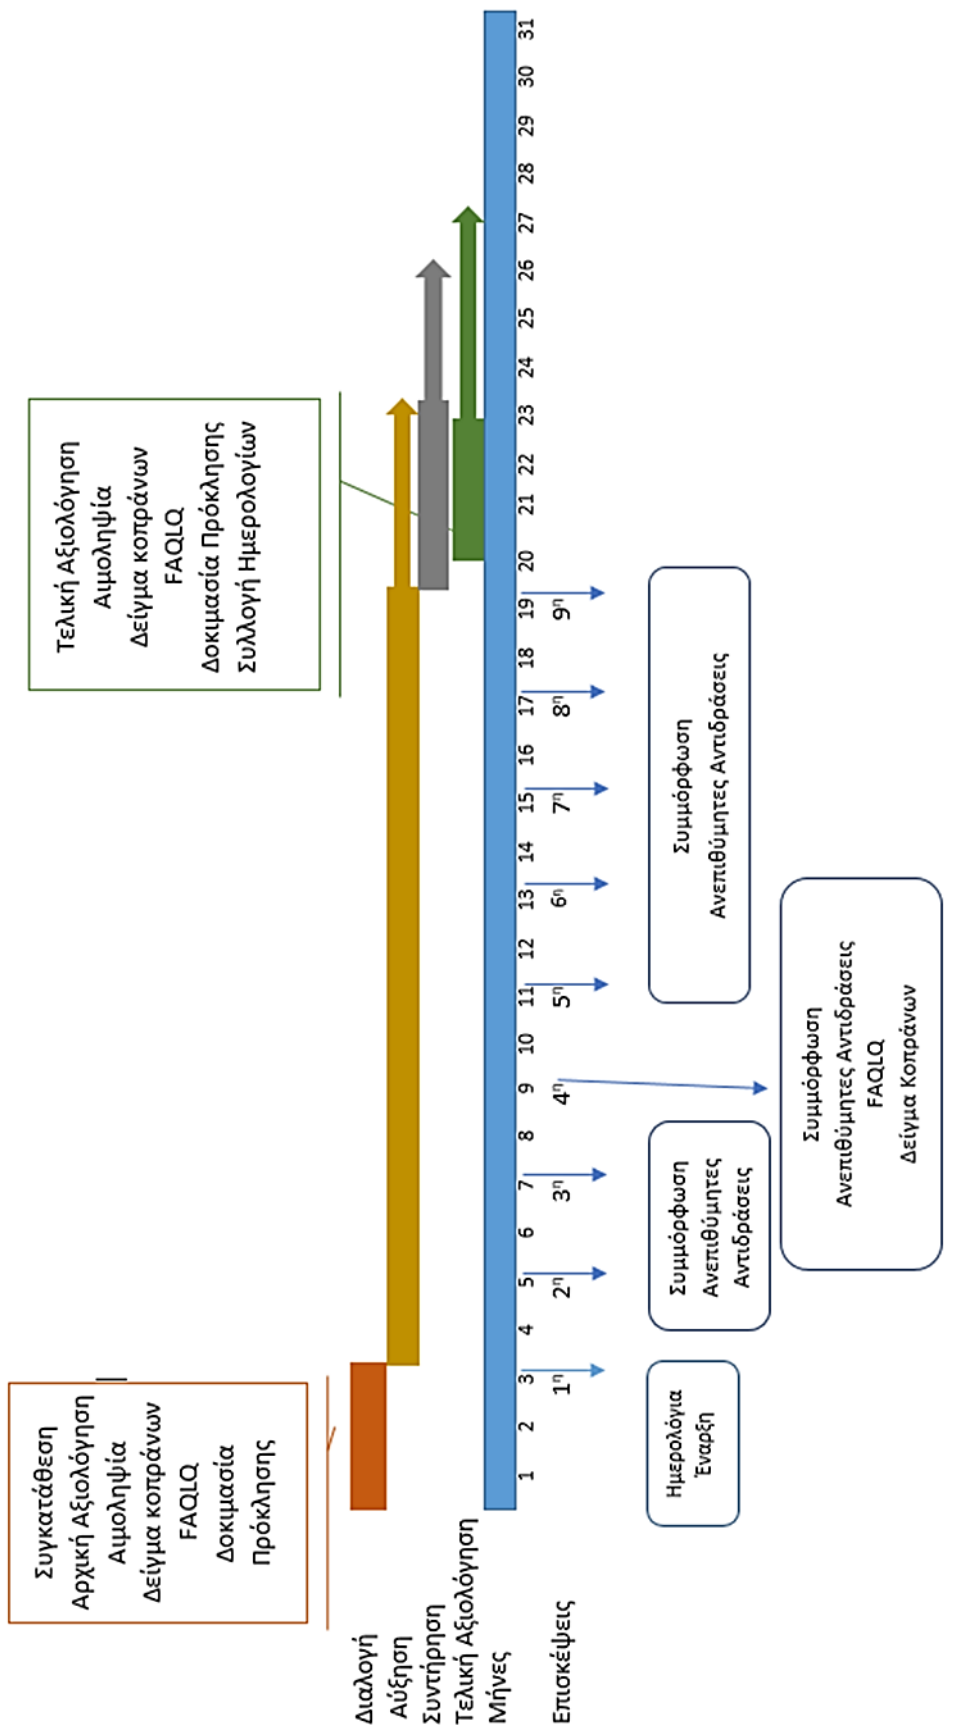 Συγκατάθεση
Αρχική Αξιολόγηση
Αιμοληψία
Δείγμα κοπράνων
FAQLQ
Δοκιμασία
Πρόκλησης
Τελική Αξιολόγηση
Αιμοληψία
Δείγμα κοπράνων
FAQLQ
Δοκιμασία Πρόκλησης
Συλλογή Ημερολογίων
Διαλογή
Αύξηση
Συντήρηση
Τελική Αξιολόγηση
Μήνες 1 2 3 4 5 6 7 8 9 10 11 12 13 14 15 16 17 18 19 20 21 22 23 24 25 26 27 28 29 30 31
Επισκέψεις 1η 2η 3η 4η 5η 6η 7η 8η 9η
Ημερολόγια
Έναρξη
Συμμόρφωση
Ανεπιθύμητες
Αντιδράσεις
Συμμόρφωση
Ανεπιθύμητες Αντιδράσεις
FAQLQ
Δείγμα Κοπράνων
Συμμόρφωση
Ανεπιθύμητες Αντιδράσεις